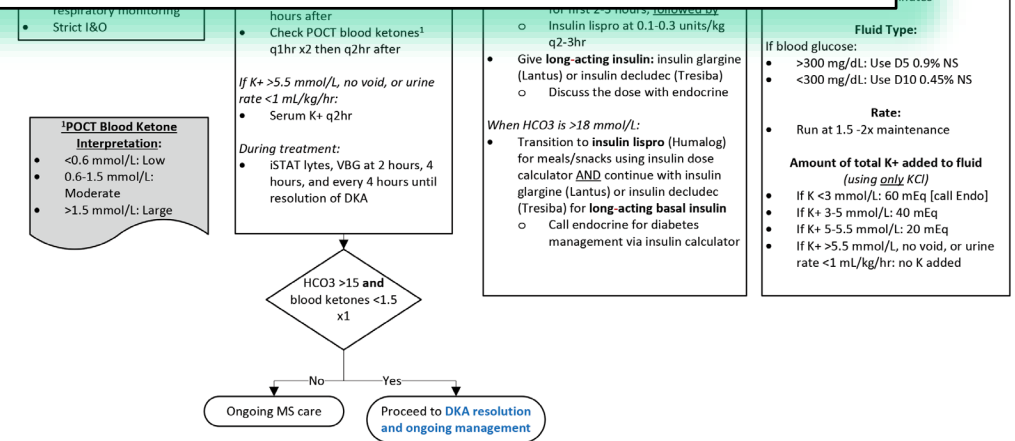 respiratory monitoring
• Strict I&O
¹POCT Blood Ketone
Interpretation:
• <0.6 mmol/L: Low
• 0.6-1.5 mmol/L:
Moderate
• >1.5 mmol/L: Large
hours after
• Check POCT blood ketones¹
q1hr x2 then q2hr after
If K+ >5.5 mmol/L, no void, or urine
rate <1 mL/kg/hr:
• Serum K+ q2hr
During treatment:
• iSTAT lytes, VBG at 2 hours, 4
hours, and every 4 hours until
resolution of DKA
HCO3 >15 and
blood ketones <1.5
x1
No
Yes
Ongoing MS care
Proceed to DKA resolution
and ongoing management
for first 2-3 hours, followed by
o Insulin lispro at 0.1-0.3 units/kg
q2-3hr
• Give long-acting insulin: insulin glargine
(Lantus) or insulin decludec (Tresiba)
o Discuss the dose with endocrine
When HCO3 is >18 mmol/L:
• Transition to insulin lispro (Humalog)
for meals/snacks using insulin dose
calculator AND continue with insulin
glargine (Lantus) or insulin decludec
(Tresiba) for long-acting basal insulin
o Call endocrine for diabetes
management via insulin calculator
Fluid Type:
If blood glucose:
• >300 mg/dL: Use D5 0.9% NS
• <300 mg/dL: Use D10 0.45% NS
Rate:
• Run at 1.5 -2x maintenance
Amount of total K+ added to fluid
(using only KCl)
• If K <3 mmol/L: 60 mEq [call Endo]
• If K+ 3-5 mmol/L: 40 mEq
• If K+ 5-5.5 mmol/L: 20 mEq
• If K+ >5.5 mmol/L, no void, or urine
rate <1 mL/kg/hr: no K added